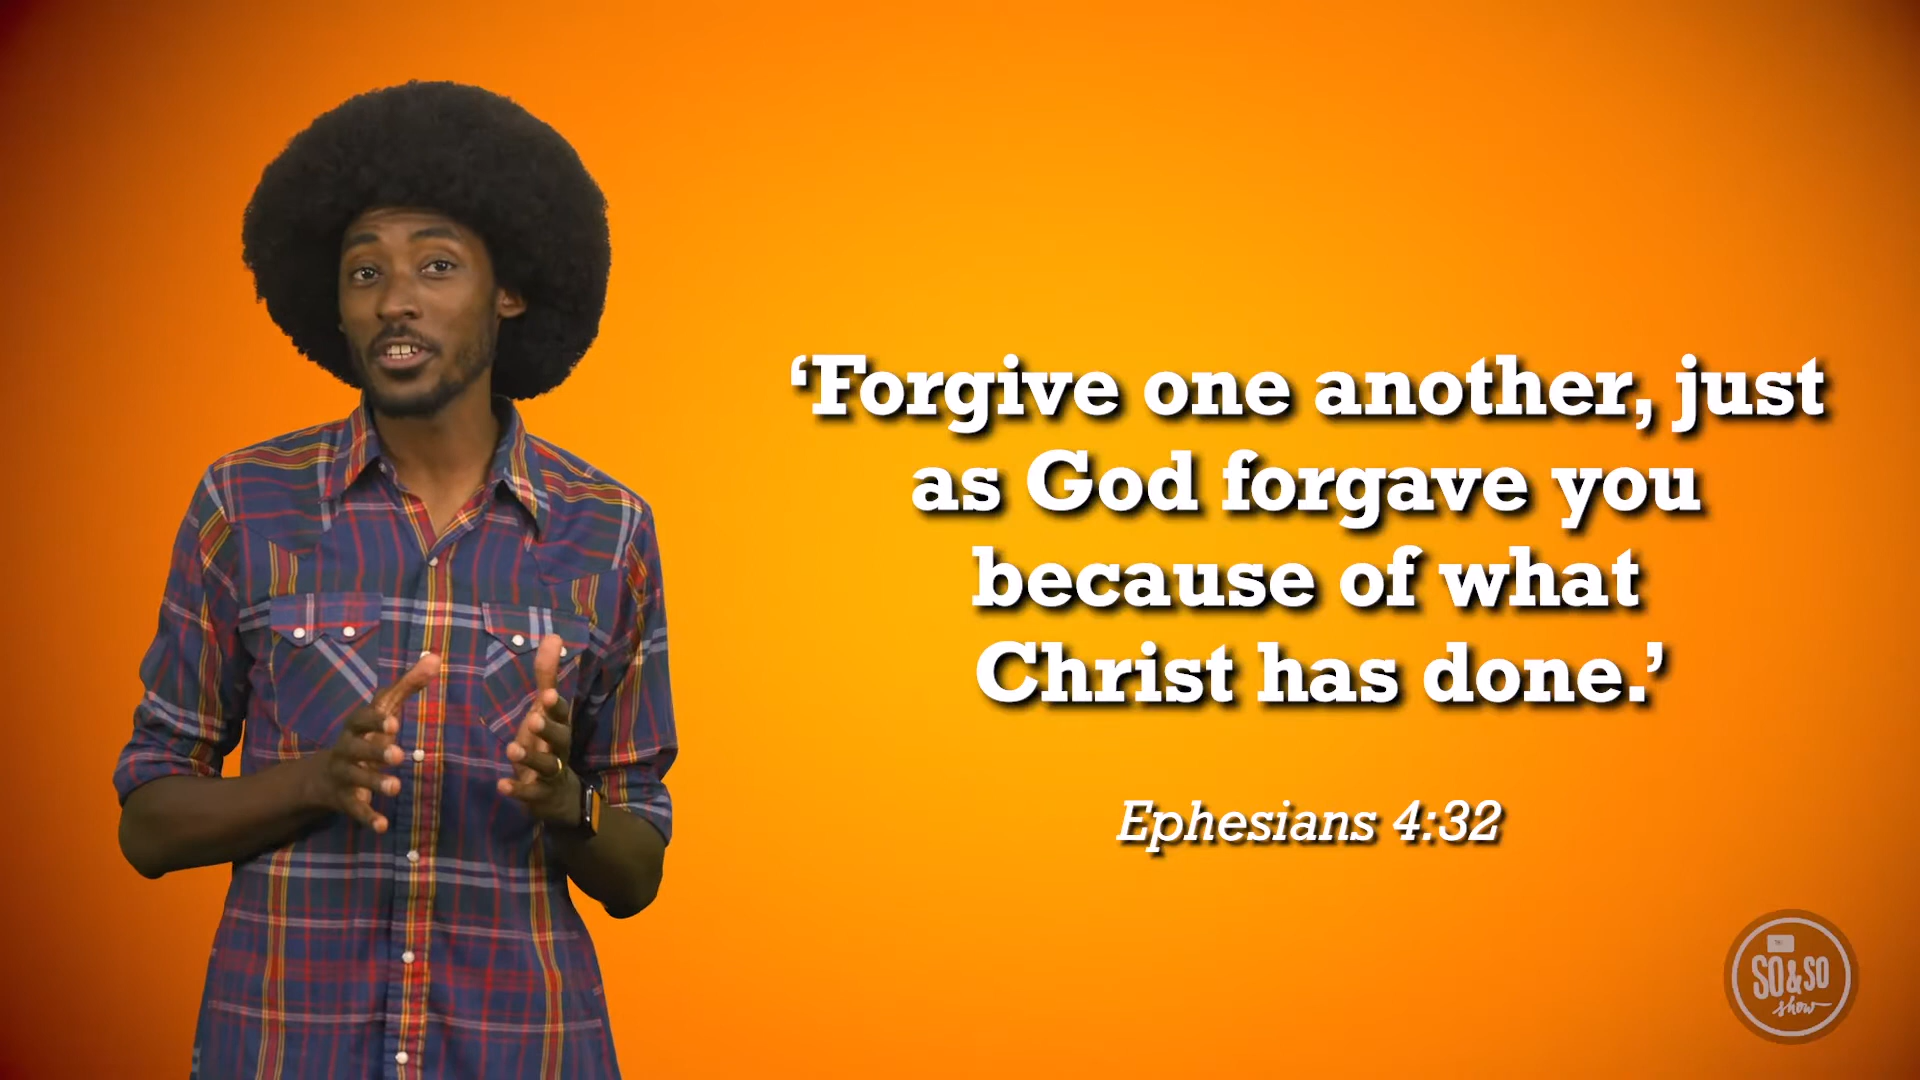 ‘Forgive one another, just
as God forgave you
because of what
Christ has done.’
Ephesians 4:32
SO & SO
show